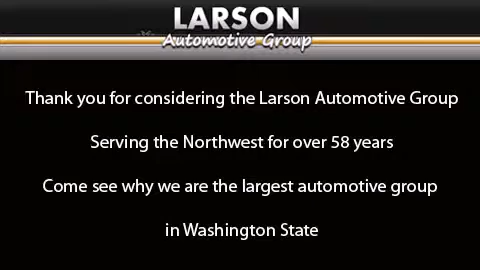 LARSON
Automotive Group
Thank you for considering the Larson Automotive Group
Serving the Northwest for over 58 years
Come see why we are the largest automotive group
in Washington State